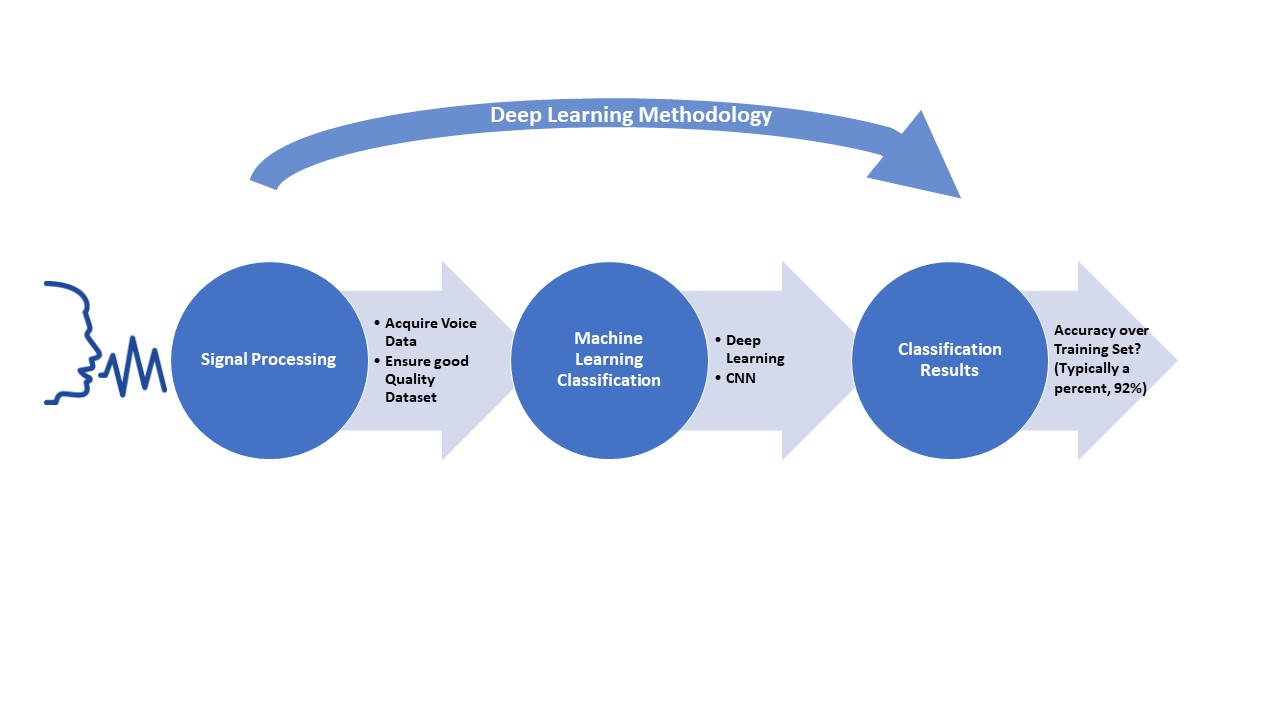 Deep Learning Methodology
Signal Processing
• Acquire Voice
Data
• Ensure good
Quality
Dataset
Machine
Learning
Classification
• Deep
Learning
• CNN
Classification
Results
Accuracy over
Training Set?
(Typically a
percent, 92%)